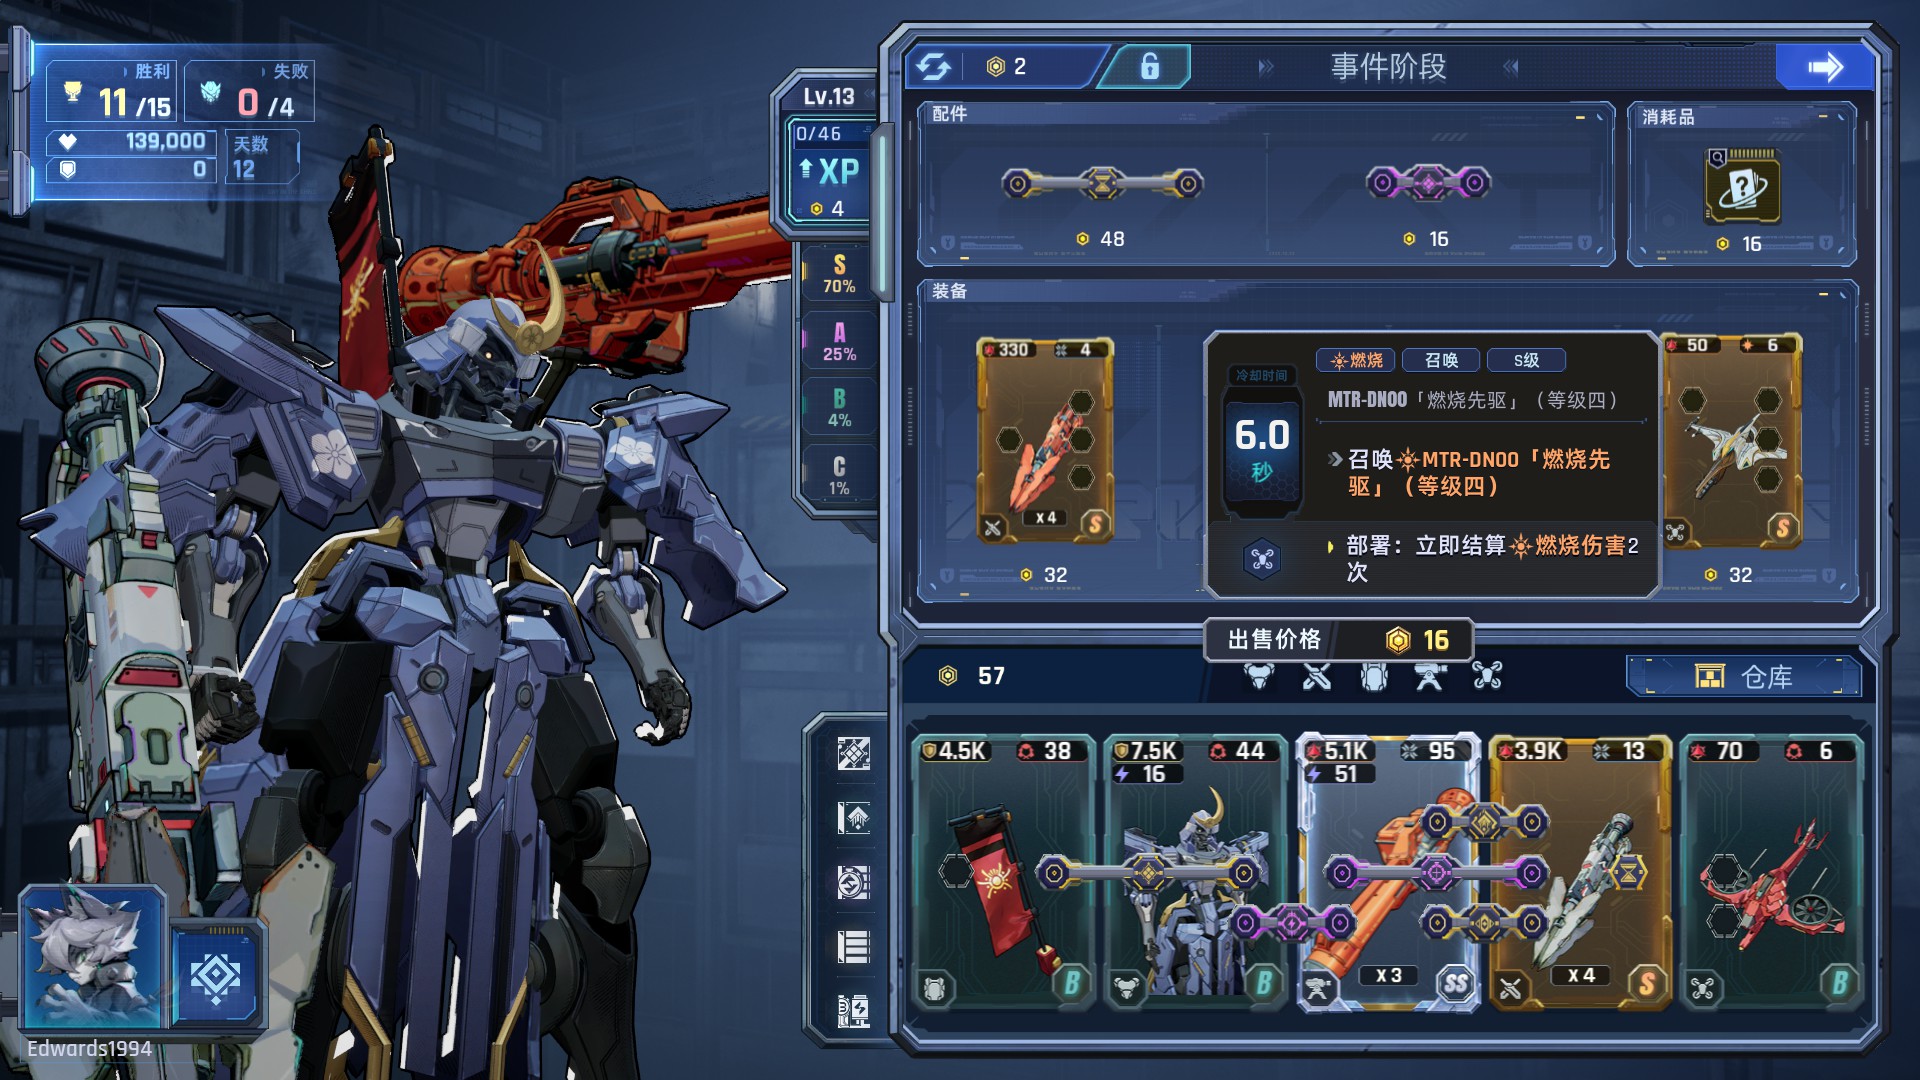 胜利
11/15
失败
0/4
139,000
0
天数
12
Lv.13
0/46
XP
4
S
70%
A
25%
B
4%
C
1%
2
事件阶段
配件
48
16
消耗品
16
装备
330
4
x4
S
32
冷却时间
6.0
秒
燃烧
召唤
S级
MTR-DN00「燃烧先驱」（等级四）
召唤MTR-DN00「燃烧先
驱」（等级四）
部署：立即结算燃烧伤害2
次
50
6
S
32
出售价格
16
57
仓库
4.5K
38
B
7.5K
44
16
B
5.1K
95
51
x3
SS
3.9K
13
x4
S
70
6
B
Edwards1994